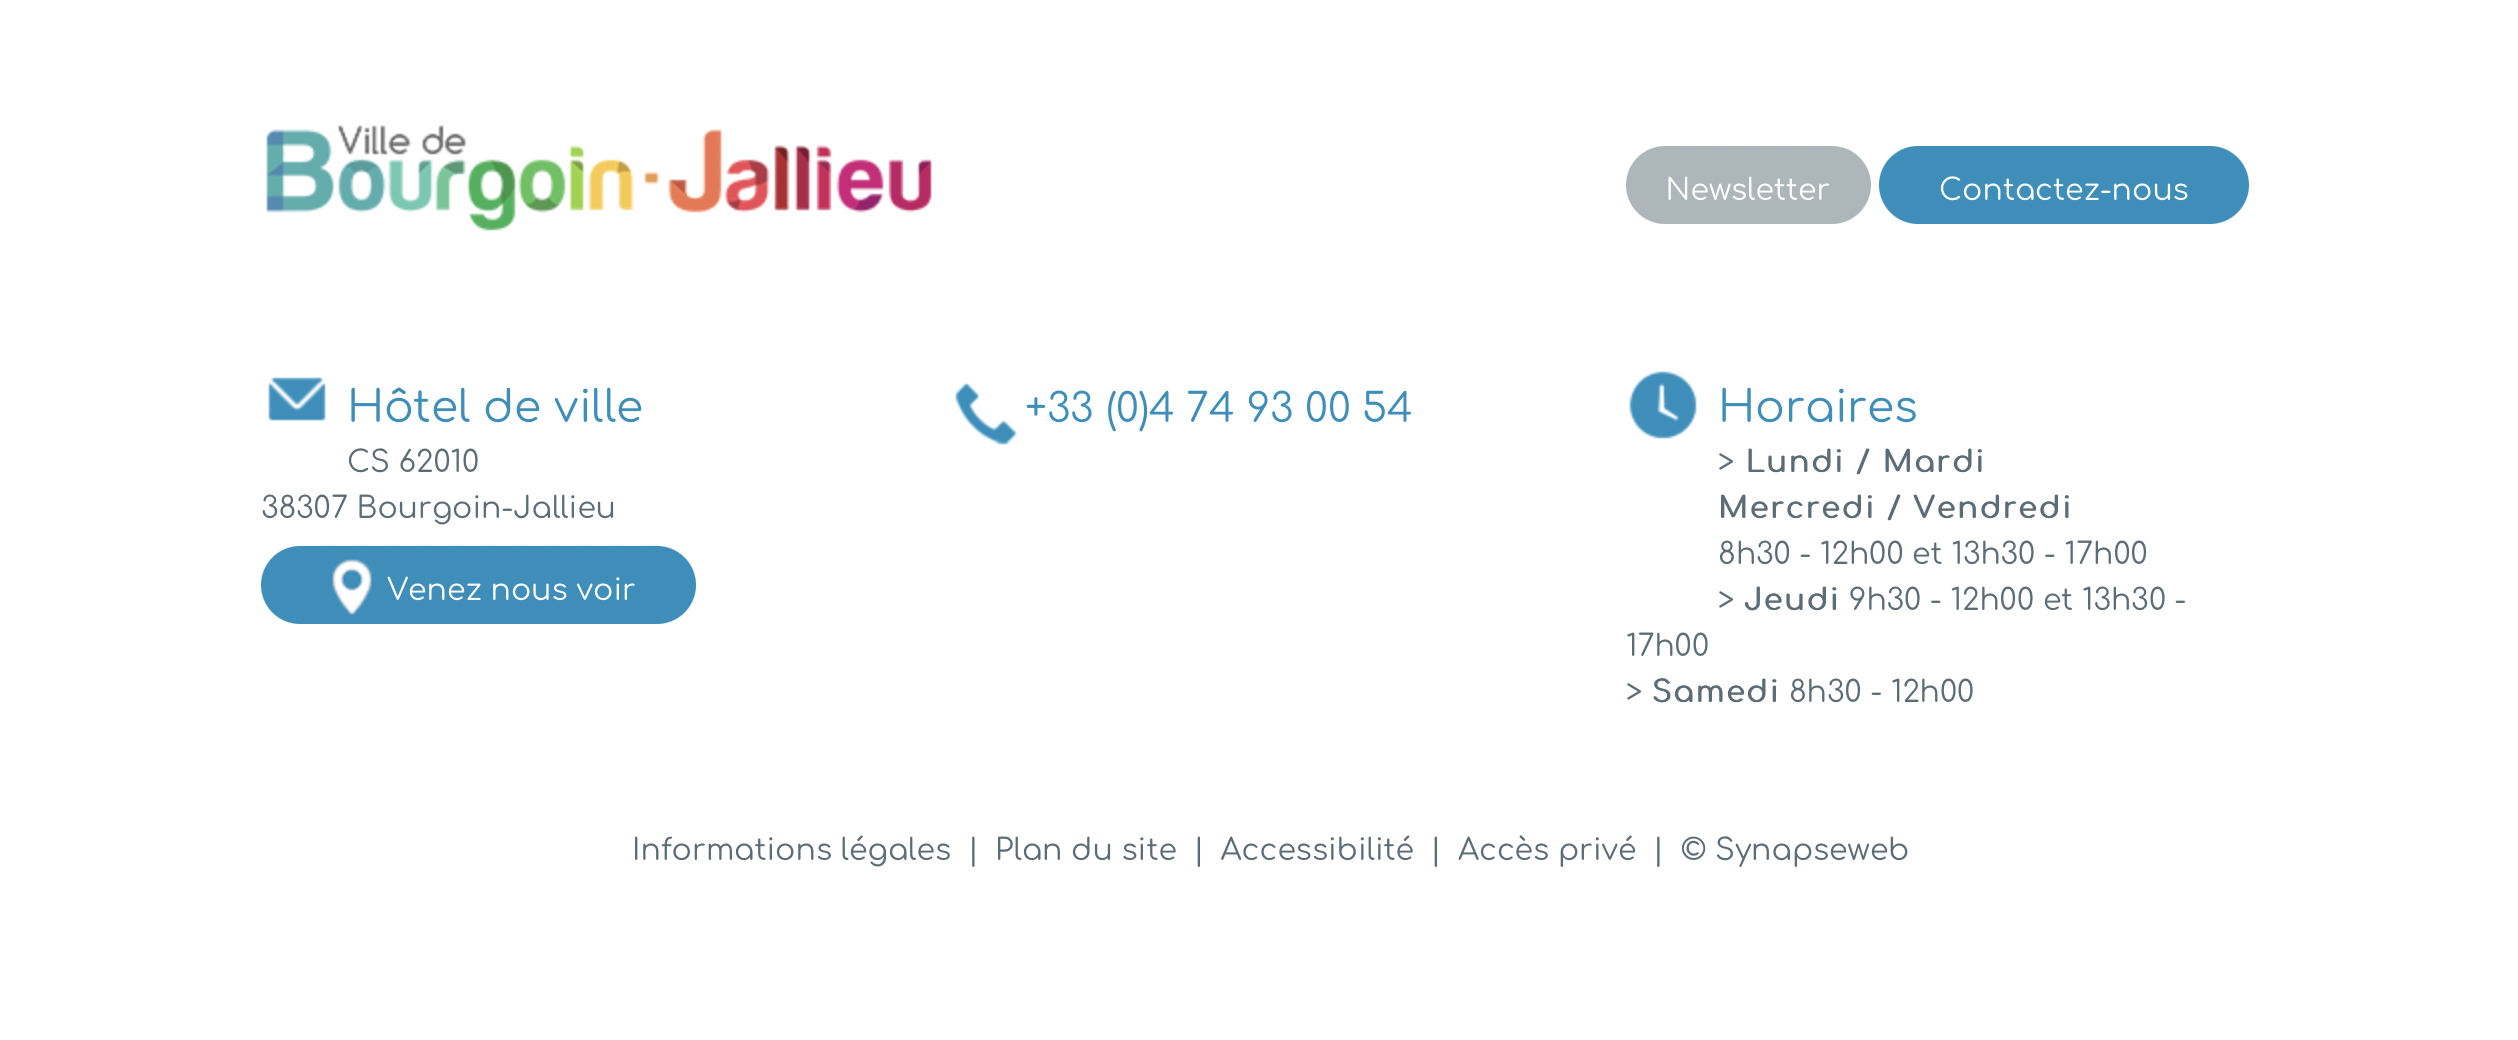 Ville de
Bourgoin-Jallieu
Newsletter
Contactez-nous
Hôtel de ville
CS 62010
38307 Bourgoin-Jallieu
Venez nous voir
+33 (0)4 74 93 00 54
Horaires
> Lundi / Mardi
Mercredi / Vendredi
8h30 - 12h00 et 13h30 - 17h00
> Jeudi 9h30 - 12h00 et 13h30 -
17h00
> Samedi 8h30 - 12h00
Informations légales | Plan du site | Accessibilité | Accès privé | © Synapseweb